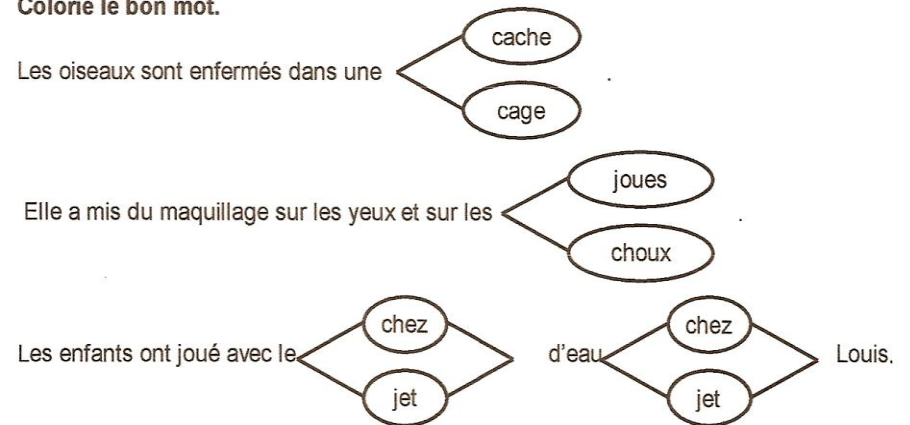 Colorie le bon mot.
cache
Les oiseaux sont enfermés dans une
cage
.
joues
Elle a mis du maquillage sur les yeux et sur les
choux
.
chez chez
Les enfants ont joué avec le d'eau Louis.
jet jet